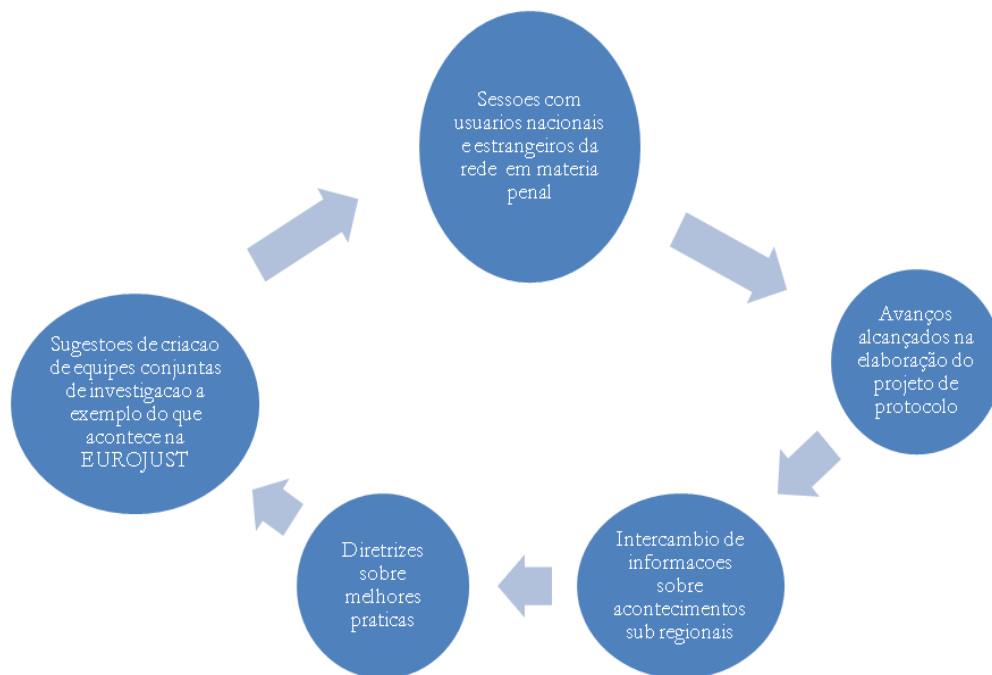 Sessoes com
usuarios nacionais
e estrangeiros da
rede em materia
penal
Avanços
alcançados na
elaboração do
projeto de
protocolo
Intercambio de
informacoes
sobre
acontecimentos
sub regionais
Diretrizes
sobre
melhores
praticas
Sugestoes de criacao
de equipes conjuntas
de investigacao a
exemplo do que
acontece na
EUROJUST